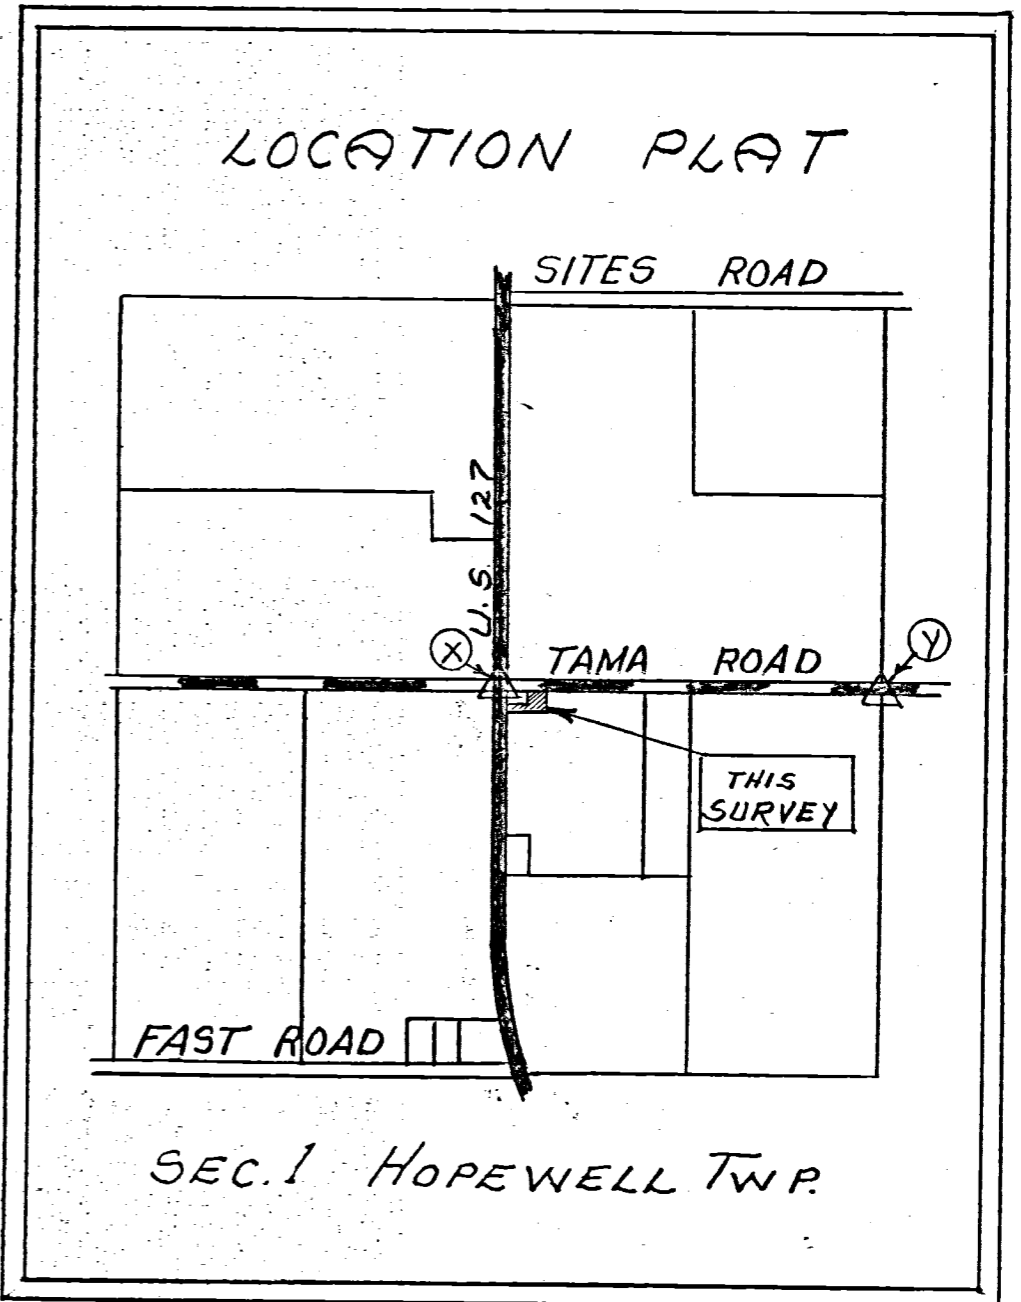 LOCATION PLAT
SITES ROAD
U.S. 127
X
TAMA ROAD
Y
THIS
SURVEY
FAST ROAD
SEC. 1 HOPEWELL TWP.